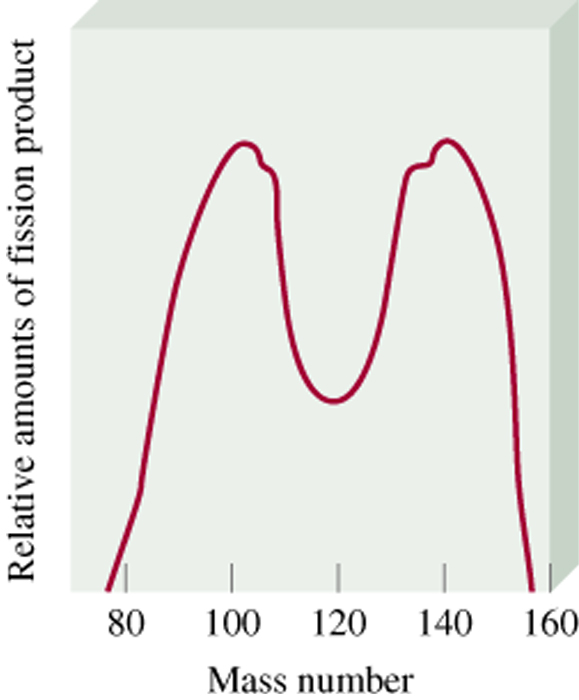 Relative amounts of fission product
80 100 120 140 160
Mass number